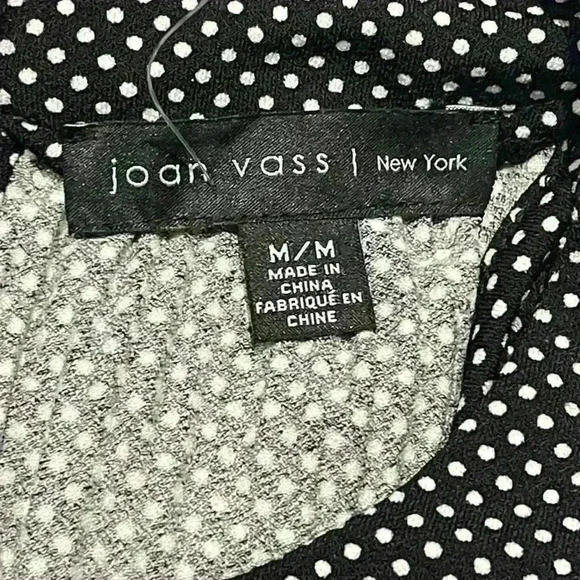 joan vass | New York
M/M
MADE IN
CHINA
FABRIQUÉ EN
CHINE